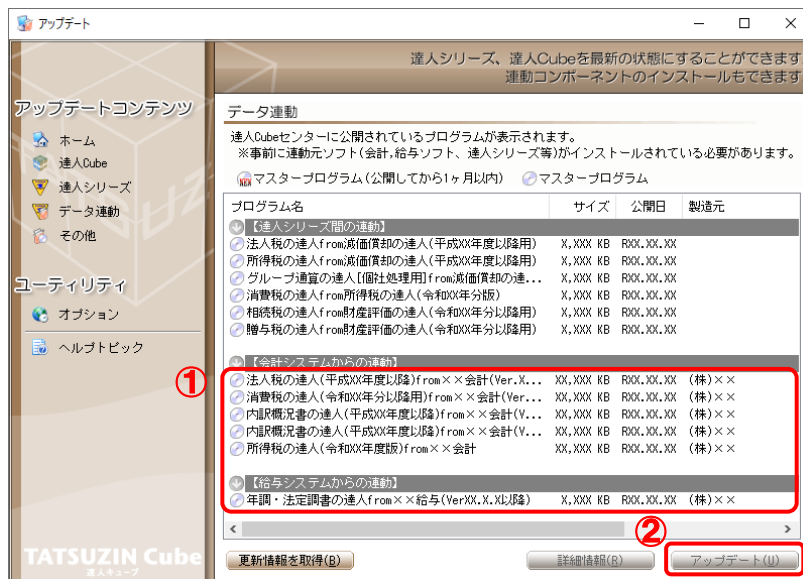 アップデート
達人シリーズ、達人Cubeを最新の状態にすることができます
連動コンポーネントのインストールもできます
アップデートコンテンツ
ホーム
達人Cube
達人シリーズ
データ連動
その他
ユーティリティ
オプション
ヘルプトピック
TATSUZIN Cube
達人キューブ
データ連動
達人Cubeセンターに公開されているプログラムが表示されます。
※事前に連動元ソフト(会計,給与ソフト、達人シリーズ等)がインストールされている必要があります。
NEW マスタープログラム(公開してから1ヶ月以内) マスタープログラム
プログラム名 サイズ 公開日 製造元
【達人シリーズ間の連動】
法人税の達人from減価償却の達人(平成XX年度以降用) X,XXX KB RXX.XX.XX
所得税の達人from減価償却の達人(平成XX年度以降用) X,XXX KB RXX.XX.XX
グループ通算の達人[個社処理用]from減価償却の達... X,XXX KB RXX.XX.XX
消費税の達人from所得税の達人(令和XX年分版) X,XXX KB RXX.XX.XX
相続税の達人from財産評価の達人(令和XX年分以降用) X,XXX KB RXX.XX.XX
贈与税の達人from財産評価の達人(令和XX年分以降用) X,XXX KB RXX.XX.XX
【会計システムからの連動】
①
法人税の達人(平成XX年度以降)from××会計(Ver.X... XX,XXX KB RXX.XX.XX (株)××
消費税の達人(令和XX年分以降用)from××会計(Ver... XX,XXX KB RXX.XX.XX (株)××
内訳概況書の達人(平成XX年度以降)from××会計(V... XX,XXX KB RXX.XX.XX (株)××
内訳概況書の達人(平成XX年度以降)from××会計(V... XX,XXX KB RXX.XX.XX (株)××
所得税の達人(令和XX年度版)from××会計 XX,XXX KB RXX.XX.XX (株)××
【給与システムからの連動】
年調・法定調書の達人from××給与(VerXX.X.X以降) X,XXX KB RXX.XX.XX (株)××
②
更新情報を取得(B) 詳細情報(R) アップデート(U)